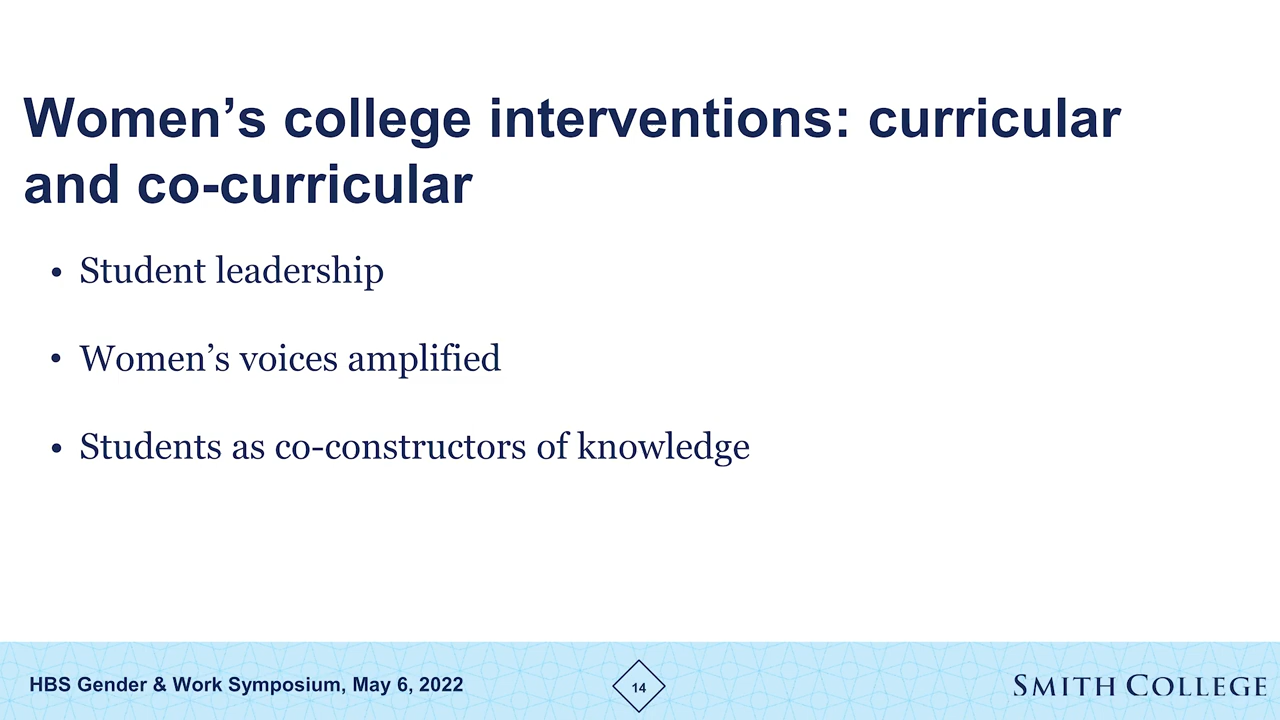 Women’s college interventions: curricular
and co-curricular
• Student leadership
• Women’s voices amplified
• Students as co-constructors of knowledge
HBS Gender & Work Symposium, May 6, 2022
14
SMITH COLLEGE